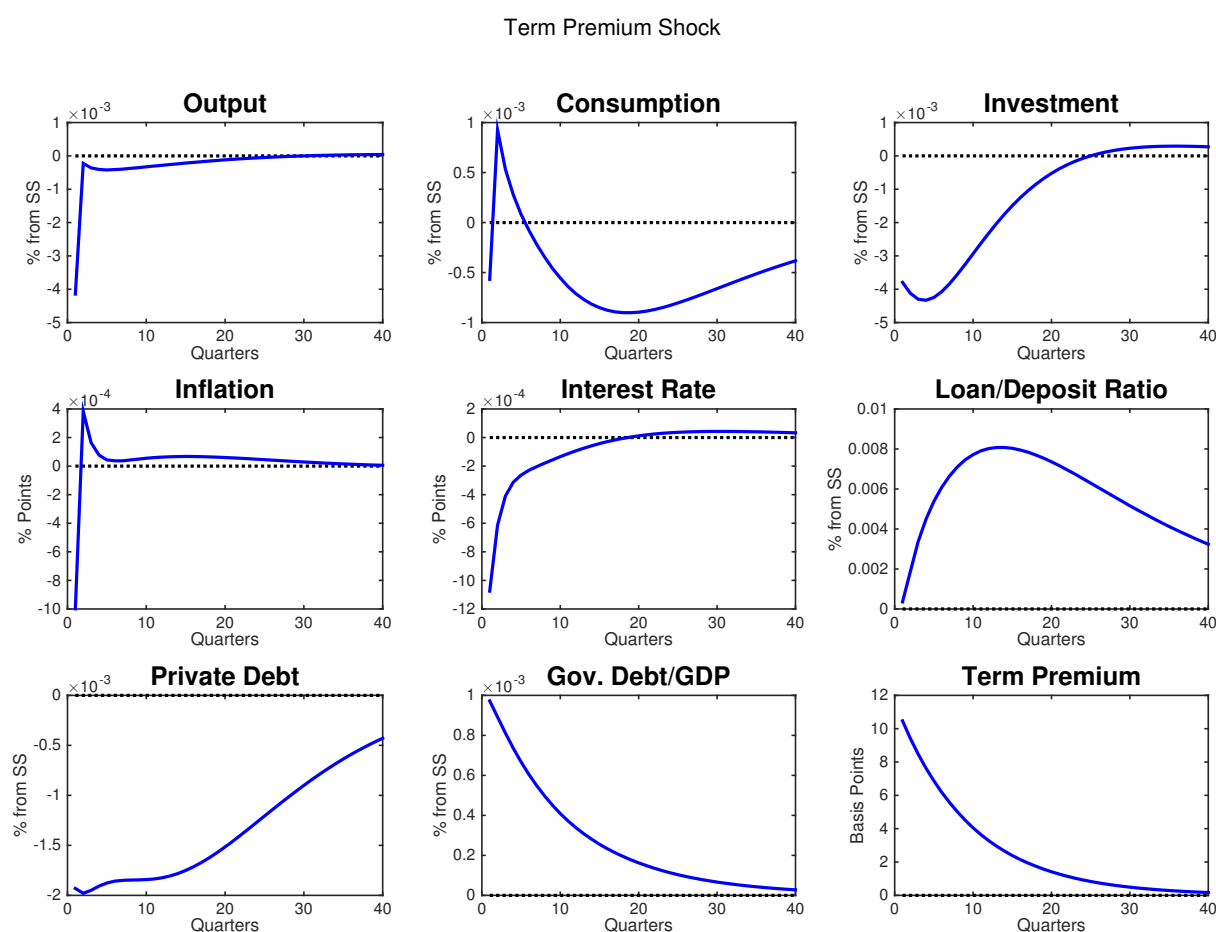 Term Premium Shock
Output
×10-3
% from SS
1
0
-1
-2
-3
-4
-5
0 10 20 30 40
Quarters
Consumption
×10-3
% from SS
1
0.5
0
-0.5
-1
0 10 20 30 40
Quarters
Investment
×10-3
% from SS
1
0
-1
-2
-3
-4
-5
0 10 20 30 40
Quarters
Inflation
×10-4
% Points
4
2
0
-2
-4
-6
-8
-10
0 10 20 30 40
Quarters
Interest Rate
×10-4
% Points
2
0
-2
-4
-6
-8
-10
-12
0 10 20 30 40
Quarters
Loan/Deposit Ratio
% from SS
0.01
0.008
0.006
0.004
0.002
0
0 10 20 30 40
Quarters
Private Debt
×10-3
% from SS
0
-0.5
-1
-1.5
-2
0 10 20 30 40
Quarters
Gov. Debt/GDP
×10-3
% from SS
1
0.8
0.6
0.4
0.2
0
0 10 20 30 40
Quarters
Term Premium
Basis Points
12
10
8
6
4
2
0
0 10 20 30 40
Quarters